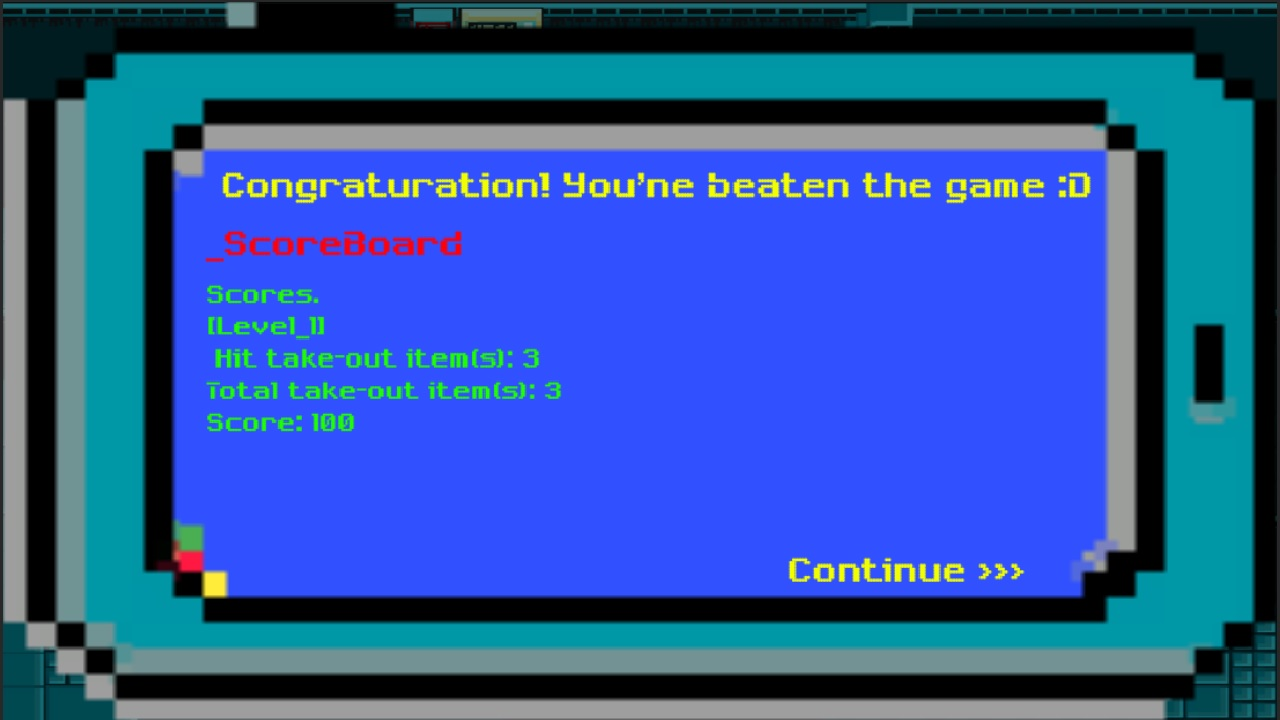 Congraturation! You'ne beaten the game :D
_ScoreBoard
Scores.
[Level_1]
Hit take-out item(s): 3
Total take-out item(s): 3
Score: 100
Continue >>>